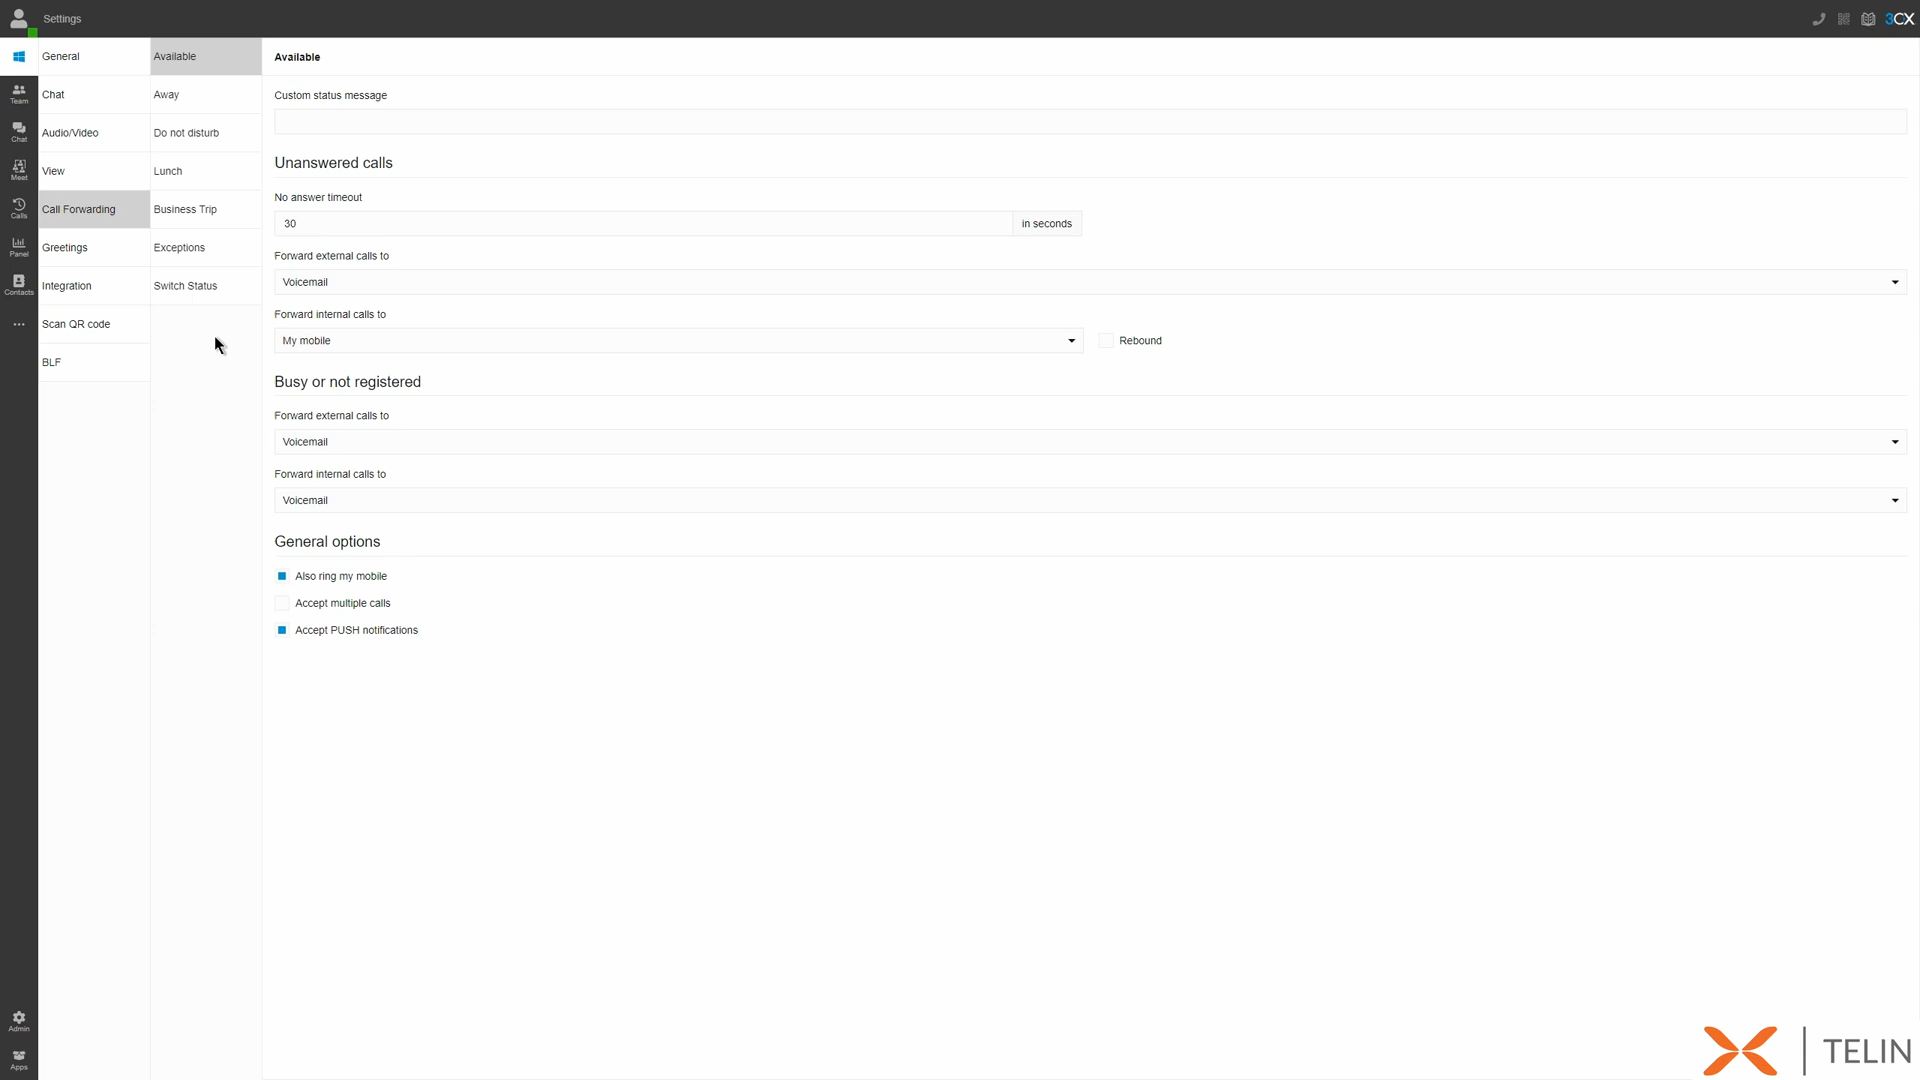 Settings
3CX
Team
Chat
Meet
Calls
Panel
Contacts
Admin
Apps
General
Chat
Audio/Video
View
Call Forwarding
Greetings
Integration
Scan QR code
BLF
Available
Away
Do not disturb
Lunch
Business Trip
Exceptions
Switch Status
Available
Custom status message
Unanswered calls
No answer timeout
30 in seconds
Forward external calls to
Voicemail
Forward internal calls to
My mobile Rebound
Busy or not registered
Forward external calls to
Voicemail
Forward internal calls to
Voicemail
General options
Also ring my mobile
Accept multiple calls
Accept PUSH notifications
TELIN